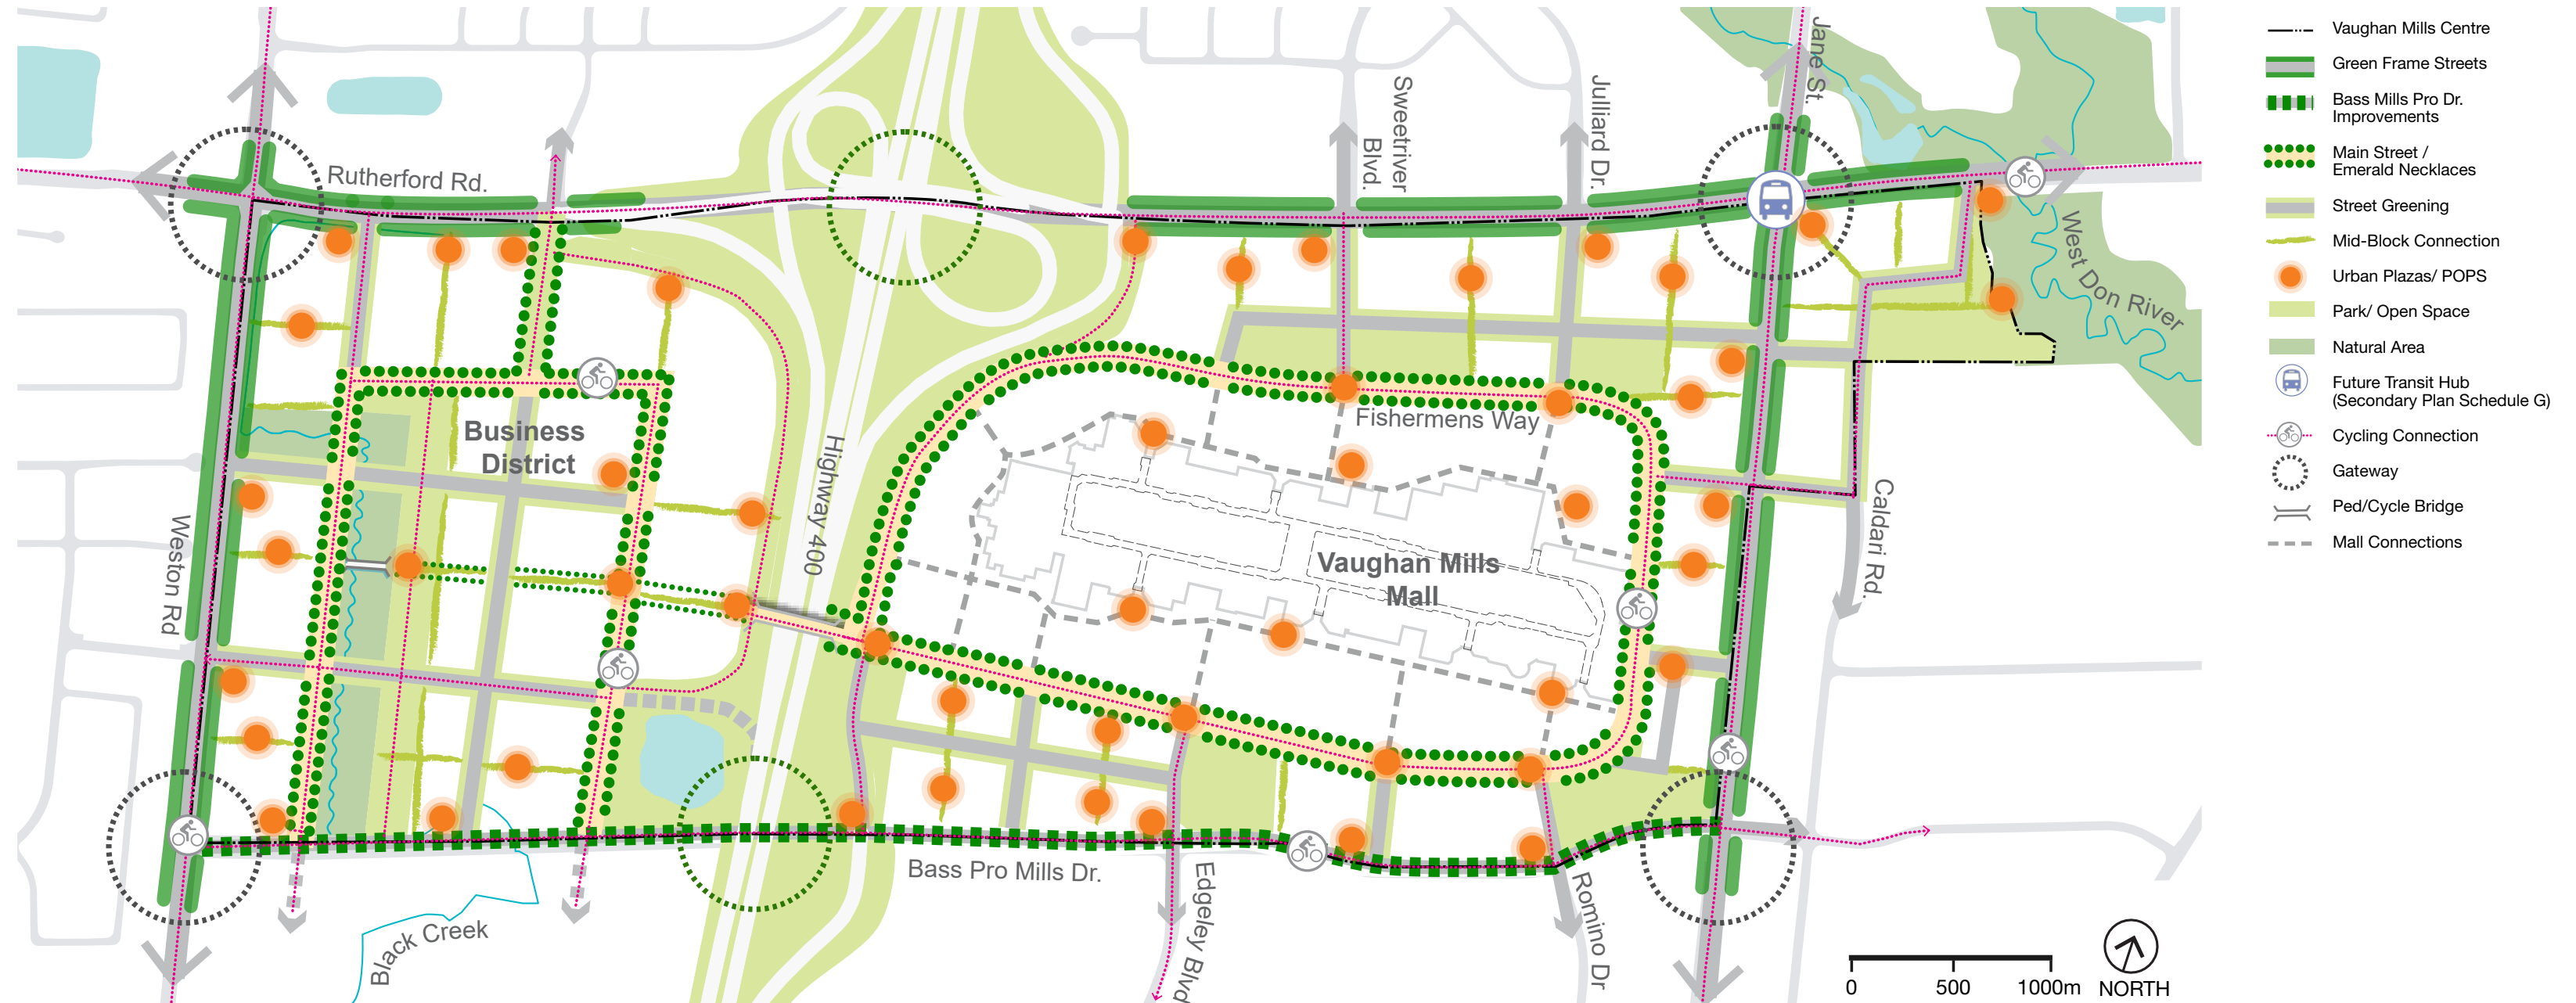 Rutherford Rd.
Sweetriver
Blvd.
Julliard Dr.
Jane St.
West Don River
Business
District
Highway 400
Fishermens Way
Vaughan Mills
Mall
Weston Rd
Caldari Rd.
Bass Pro Mills Dr.
Edgeley Blvd
Romino Dr
Black Creek
0 500 1000m
NORTH
Vaughan Mills Centre
Green Frame Streets
Bass Mills Pro Dr.
Improvements
Main Street /
Emerald Necklaces
Street Greening
Mid-Block Connection
Urban Plazas/ POPS
Park/ Open Space
Natural Area
Future Transit Hub
(Secondary Plan Schedule G)
Cycling Connection
Gateway
Ped/Cycle Bridge
Mall Connections